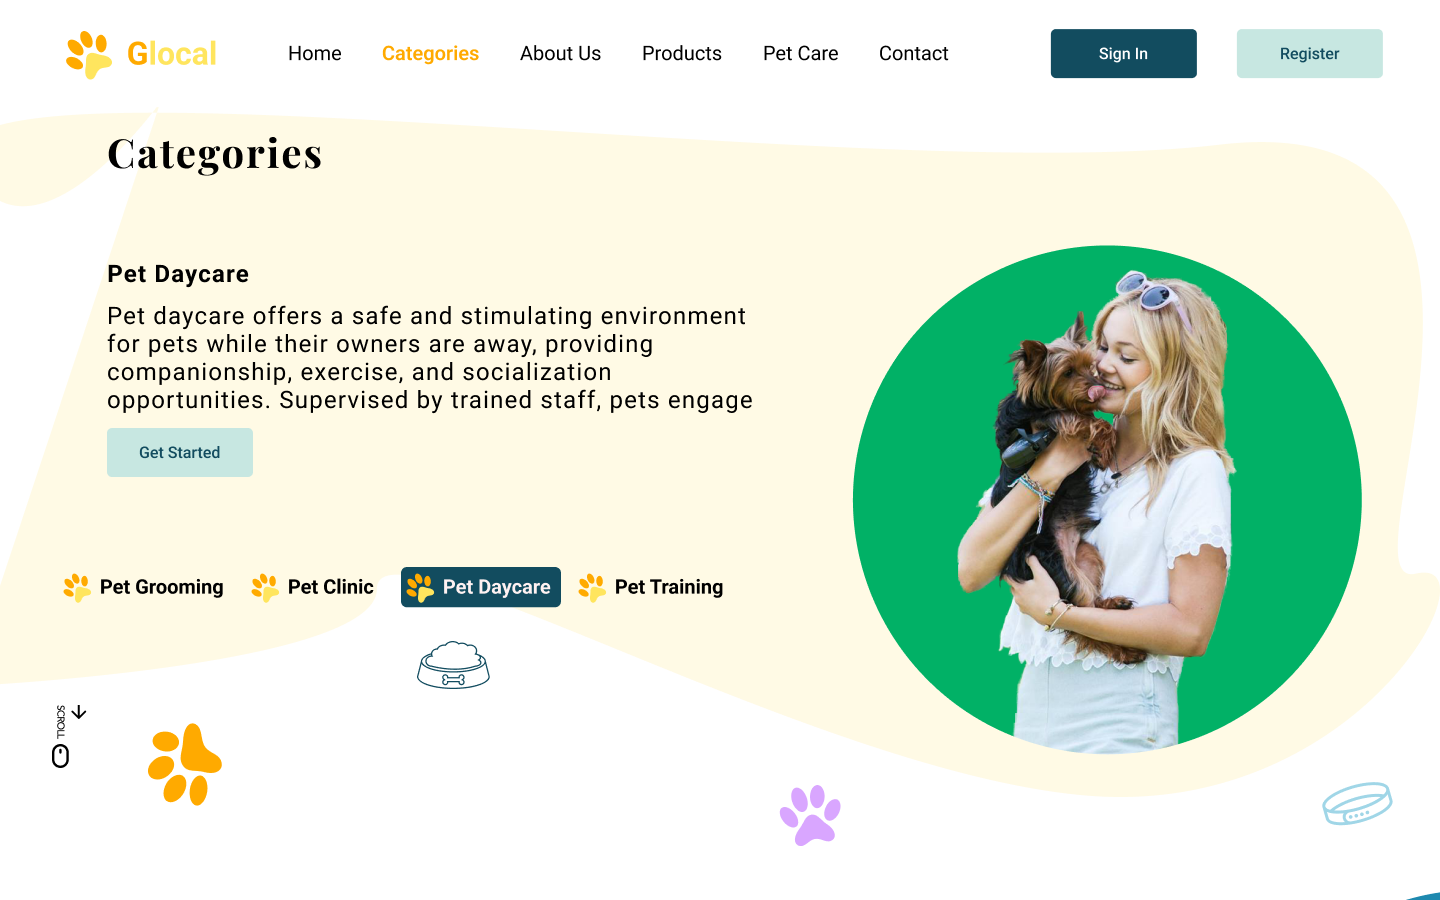 Glocal
Home
Categories
About Us
Products
Pet Care
Contact
Sign In
Register
Categories
Pet Daycare
Pet daycare offers a safe and stimulating environment
for pets while their owners are away, providing
companionship, exercise, and socialization
opportunities. Supervised by trained staff, pets engage
Get Started
Pet Grooming
Pet Clinic
Pet Daycare
Pet Training
SCROLL